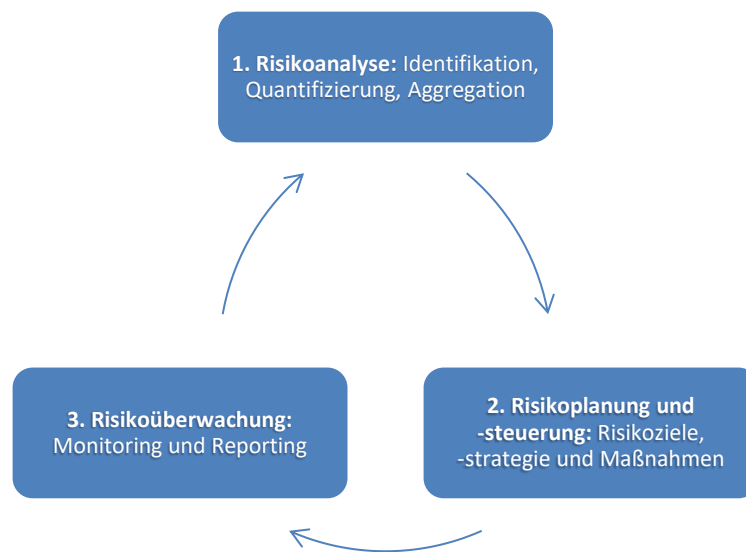 1. Risikoanalyse: Identifikation,
Quantifizierung, Aggregation
2. Risikoplanung und
-steuerung: Risikoziele,
-strategie und Maßnahmen
3. Risikoüberwachung:
Monitoring und Reporting